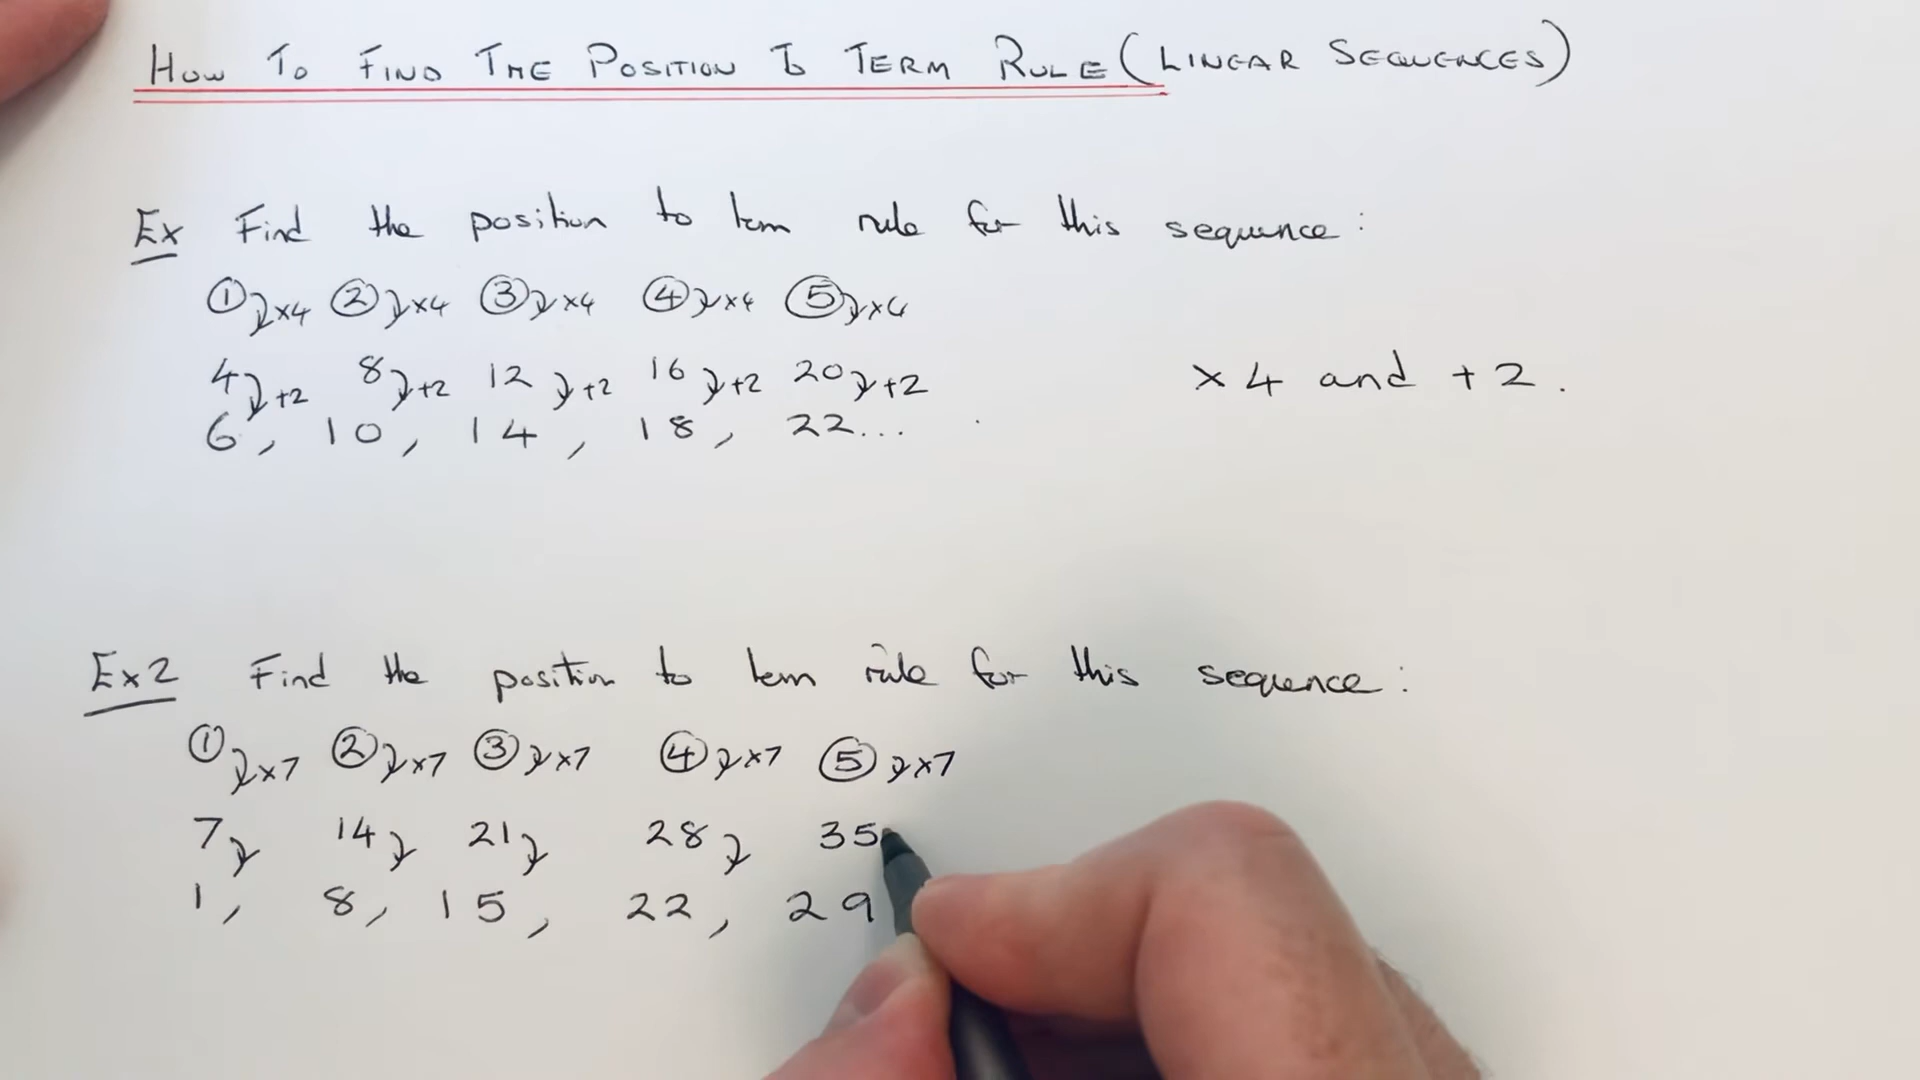 HOW TO FIND THE POSITION TO TERM RULE (LINEAR SEQUENCES)
Ex Find the position to term rule for this sequence:
① ×4 ② ×4 ③ ×4 ④ ×4 ⑤ ×4
4 +2 8 +2 12 +2 16 +2 20 +2
×4 and +2.
6, 10, 14, 18, 22...
Ex2 Find the position to term rule for this sequence:
① ×7 ② ×7 ③ ×7 ④ ×7 ⑤ ×7
7 14 21 28 35
1, 8, 15, 22, 29